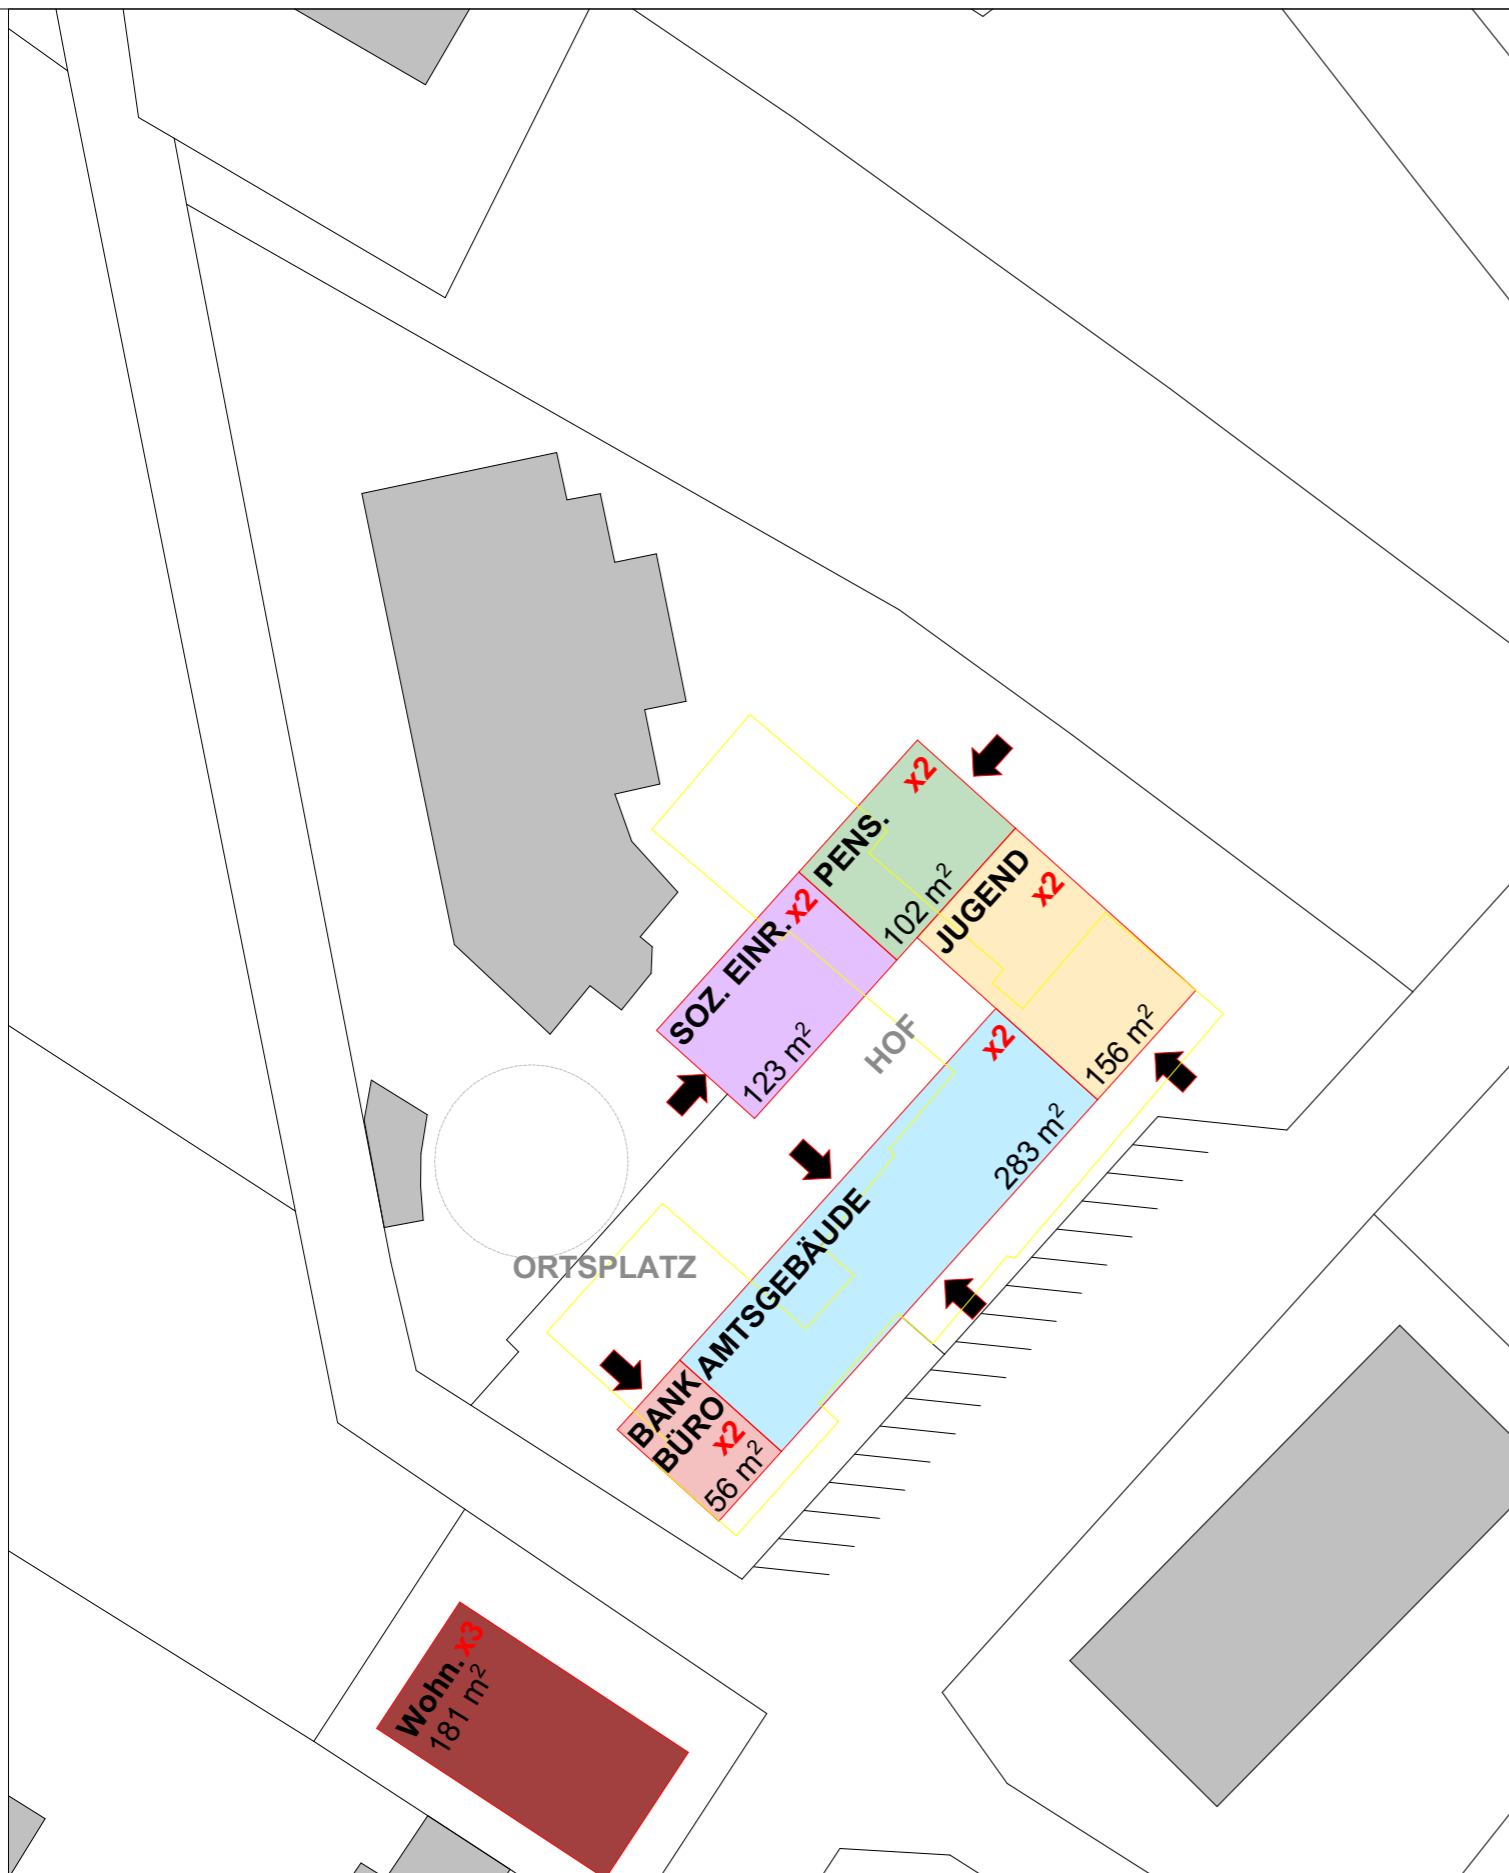 x2
PENS.
102 m²
JUGEND
x2
156 m²
SOZ. EINR. x2
123 m²
HOF
x2
AMTSGEBÄUDE
283 m²
ORTSPLATZ
BANK
BÜRO
x2
56 m²
Wohn. x3
181 m²